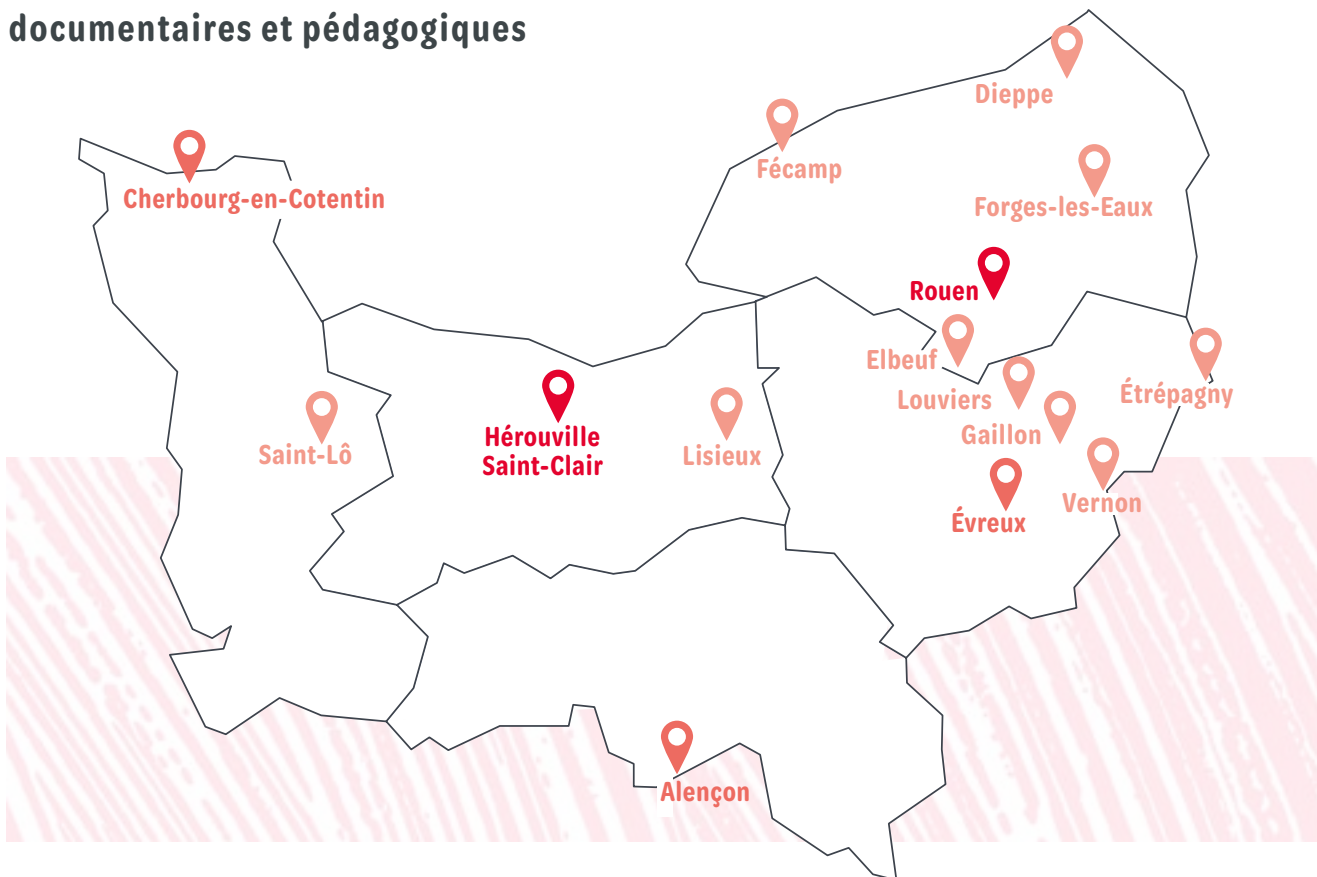 documentaires et pédagogiques
Dieppe
Fécamp
Cherbourg-en-Cotentin
Forges-les-Eaux
Rouen
Elbeuf
Louviers
Étrépagny
Gaillon
Saint-Lô
Hérouville
Saint-Clair
Lisieux
Vernon
Évreux
Alençon